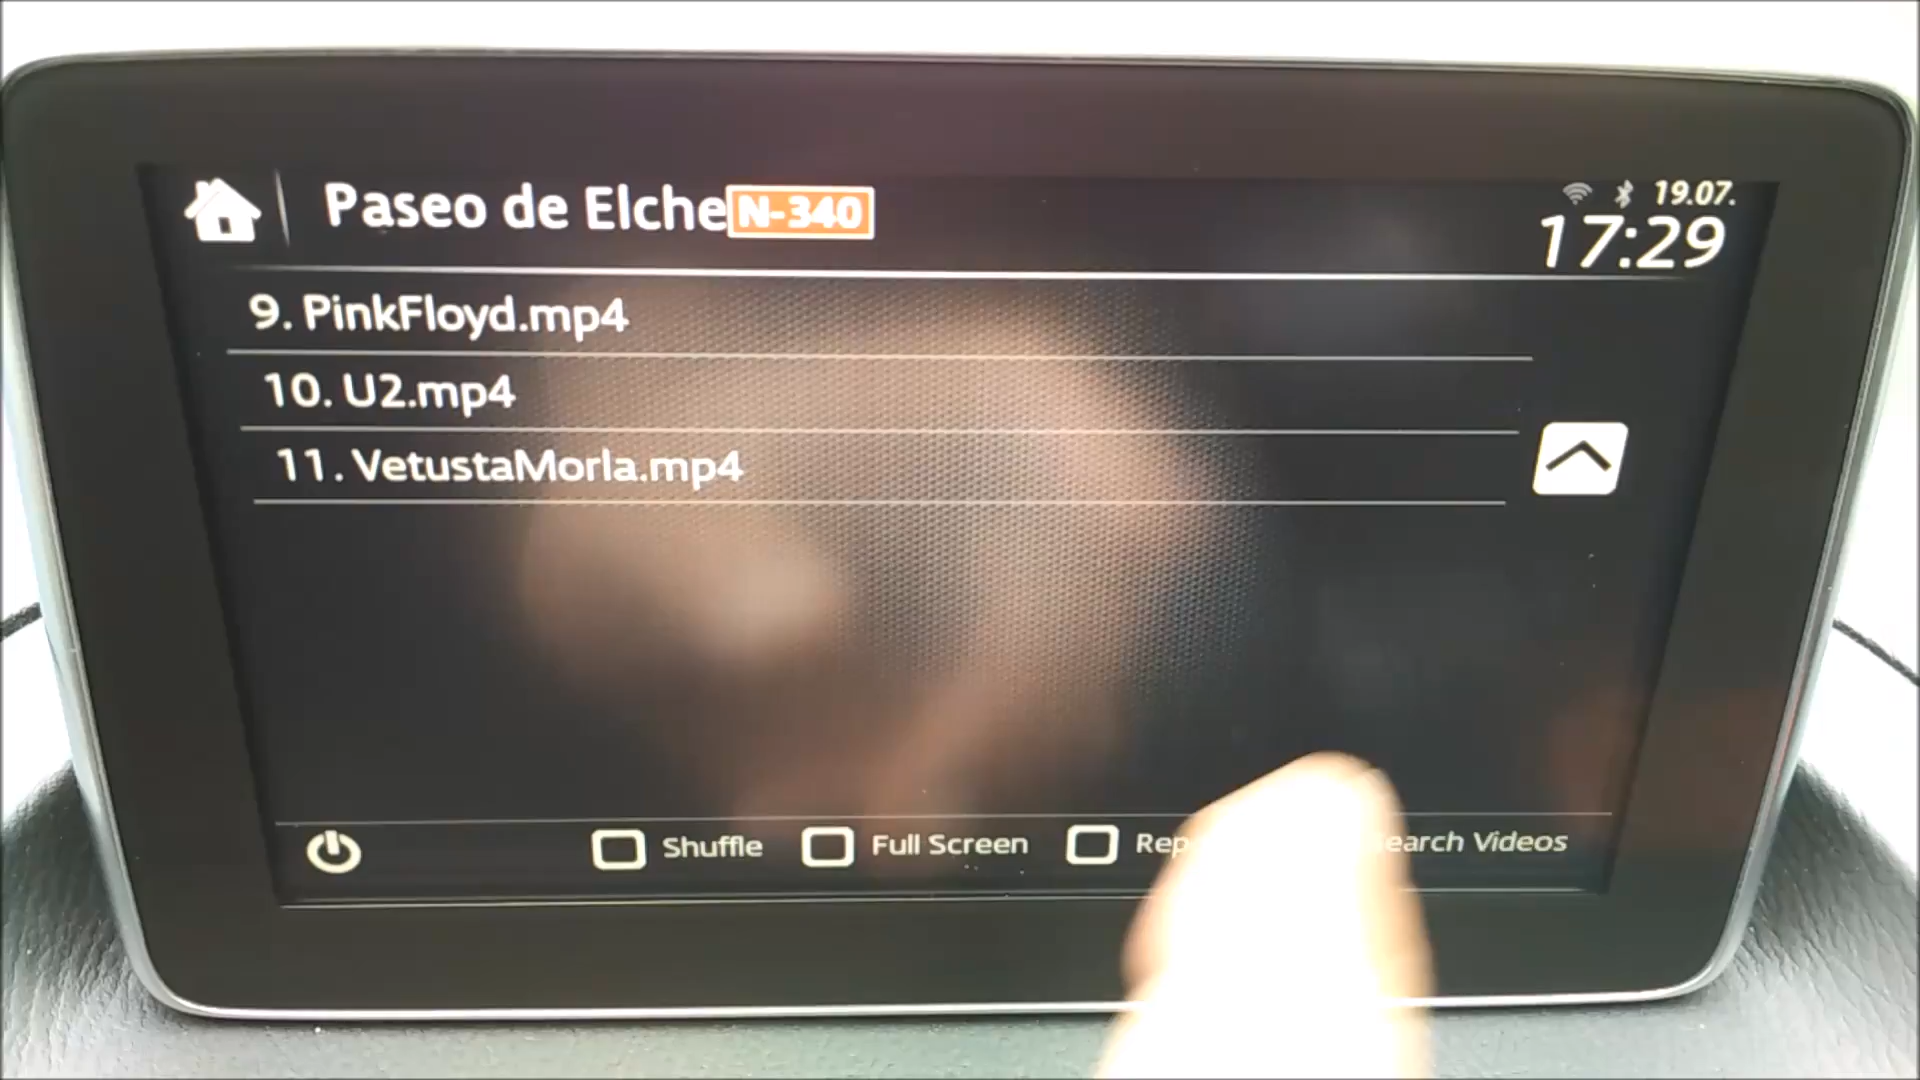 Paseo de Elche N-340
19.07.
17:29
9. PinkFloyd.mp4
10. U2.mp4
11. VetustaMorla.mp4
Shuffle Full Screen Videos